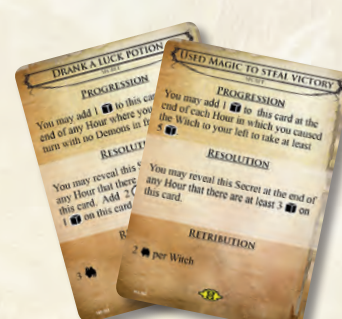 DRANK A LUCK POTION
SECRET
PROGRESSION
You may add 1 to this car
end of any Hour where you
turn with no Demons in
RESOLUT
You may reveal this S
any Hour that there
this card. Add 2
1 on this card
R
3
USED MAGIC TO STEAL VICTORY
SECRET
PROGRESSION
You may add 1 to this card at the
end of each Hour in which you caused
the Witch to your left to take at least
5 .
RESOLUTION
You may reveal this Secret at the end of
any Hour that there are at least 3 on
this card.
RETRIBUTION
2 per Witch